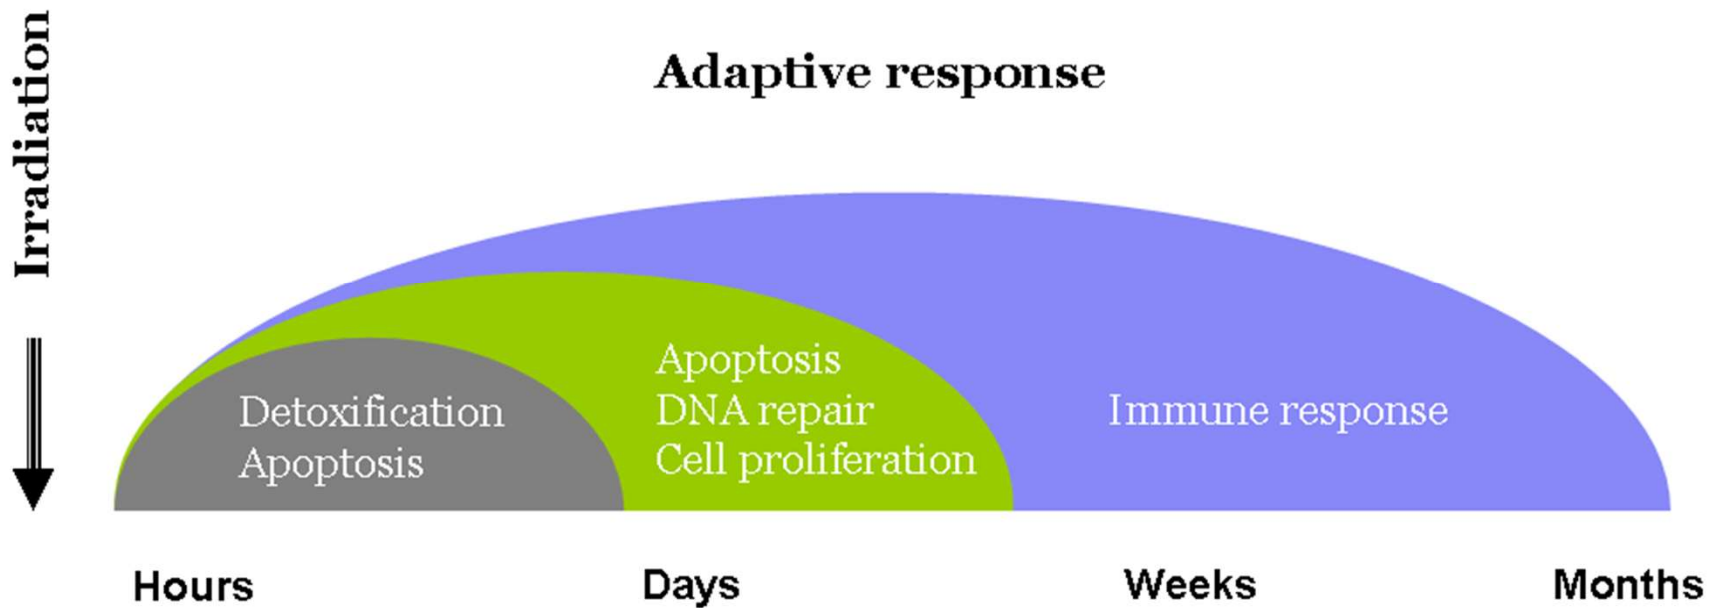 Irradiation
Adaptive response
Detoxification
Apoptosis
Apoptosis
DNA repair
Cell proliferation
Immune response
Hours
Days
Weeks
Months